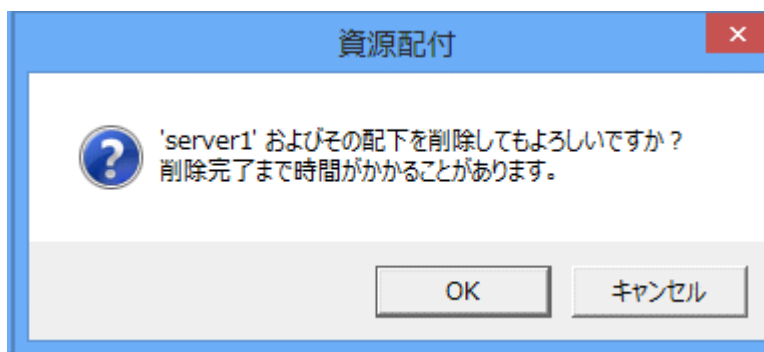 資源配付
'server1' およびその配下を削除してもよろしいですか？
削除完了まで時間がかかることがあります。
OK
キャンセル